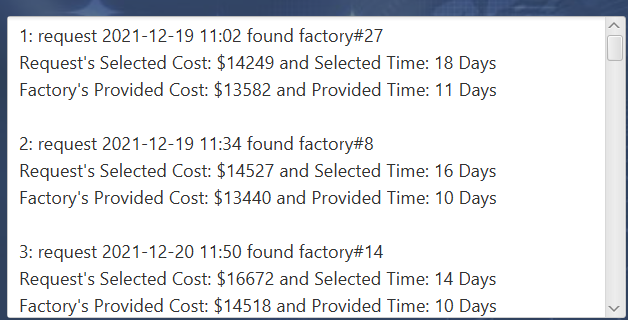 1: request 2021-12-19 11:02 found factory#27
Request's Selected Cost: $14249 and Selected Time: 18 Days
Factory's Provided Cost: $13582 and Provided Time: 11 Days
2: request 2021-12-19 11:34 found factory#8
Request's Selected Cost: $14527 and Selected Time: 16 Days
Factory's Provided Cost: $13440 and Provided Time: 10 Days
3: request 2021-12-20 11:50 found factory#14
Request's Selected Cost: $16672 and Selected Time: 14 Days
Factory's Provided Cost: $14518 and Provided Time: 10 Days